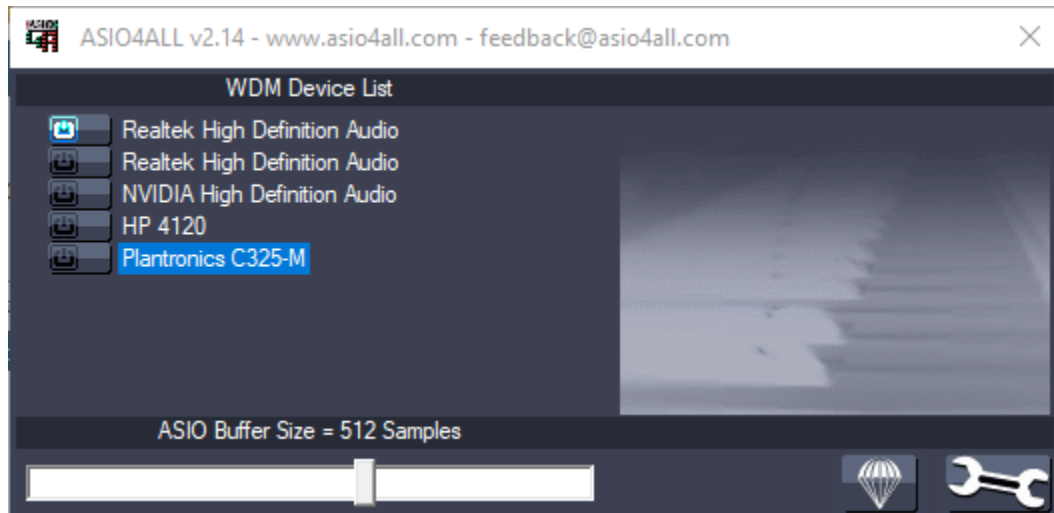 ASIO4ALL v2.14 - www.asio4all.com - feedback@asio4all.com
WDM Device List
Realtek High Definition Audio
Realtek High Definition Audio
NVIDIA High Definition Audio
HP 4120
Plantronics C325-M
ASIO Buffer Size = 512 Samples